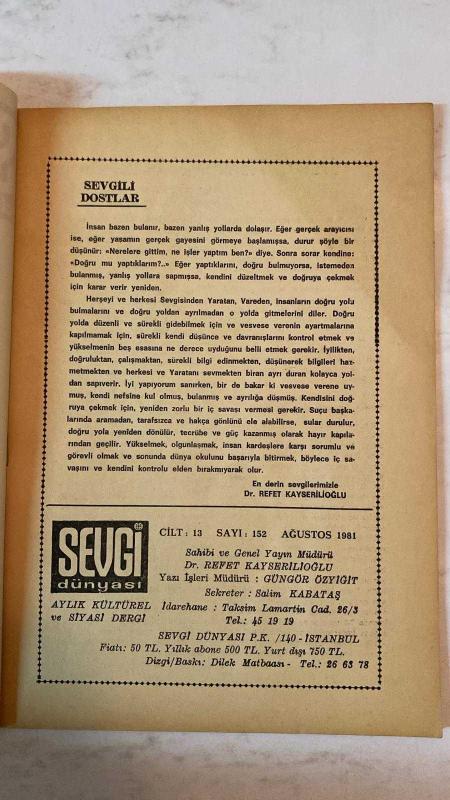 SEVGİLİ
DOSTLAR
İnsan bazen bulanır, bazen yanlış yollarda dolaşır. Eğer gerçek arayıcısı
ise, eğer yaşamın gerçek gayesini görmeye başlamışsa, durur şöyle bir
düşünür: «Nerelere gittim, ne işler yaptım ben?» diye. Sonra sorar kendine:
«Doğru mu yaptıklarım?..» Eğer yaptıklarını, doğru bulmuyorsa, istemeden
bulanmış, yanlış yollara sapmışsa, kendini düzeltmek ve doğruya çekmek
için karar verir yeniden.
Herşeyi ve herkesi Sevgisinden Yaratan, Vareden, insanların doğru yolu
bulmalarını ve doğru yoldan ayrılmadan o yolda gitmelerini diler. Doğru
yolda düzenli ve sürekli gidebilmek için ve vesvese verenin ayartmalarına
kapılmamak için, sürekli kendi düşünce ve davranışlarını kontrol etmek ve
yükselmenin beş esasına ne derece uyduğunu belli etmek gerekir. İyilikten,
doğruluktan, çalışmaktan, sürekli bilgi edinmekten, düşünerek bilgileri haz-
metmekten ve herkesi ve Yaratanı sevmekten biran ayrı duran kolayca yol-
dan sapıverir. İyi yapıyorum sanırken, bir de bakar ki vesvese verene uy-
muş, kendi nefsine kul olmuş, bulanmış ve ayrılığa düşmüş. Kendisini doğ-
ruya çekmek için, yeniden zorlu bir iç savaşı vermesi gerekir. Suçu başka-
larında aramadan, tarafsızca ve hakça gönlünü ele alabilirse, sular durulur,
doğru yola yeniden dönülür, tecrübe ve güç kazanmış olarak hayır kapıla-
rından geçilir. Yükselmek, olgunlaşmak, insan kardeşlere karşı sorumlu ve
görevli olmak ve sonunda dünya okulunu başarıyla bitirmek, böylece iç sa-
vaşını ve kendini kontrolu elden bırakmıyarak olur.
En derin sevgilerimizle
Dr. REFET KAYSERİLİOĞLU
SEVGİ
dünyası
AYLIK KÜLTÜREL
ve SİYASİ DERGİ
CİLT: 13 SAYI: 152 AĞUSTOS 1981
Sahibi ve Genel Yayın Müdürü
Dr. REFET KAYSERİLİOĞLU
Yazı İşleri Müdürü : GÜNGÖR ÖZYİĞİT
Sekreter : Salim KABATAŞ
İdarehane : Taksim Lamartin Cad. 26/3
Tel.: 45 19 19
SEVGİ DÜNYASI P.K. /140 - İSTANBUL
Fiatı: 50 TL. Yıllık abone 500 TL. Yurt dışı 750 TL.
Dizgi/Baskı: Dilek Matbaası - Tel.: 26 63 78